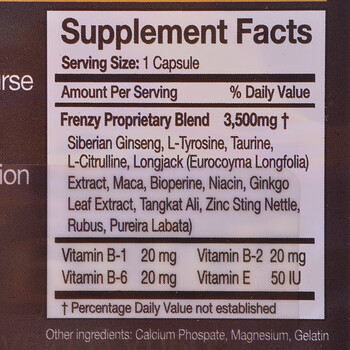 Supplement Facts
Serving Size: 1 Capsule
Amount Per Serving % Daily Value
Frenzy Proprietary Blend 3,500mg †
Siberian Ginseng, L-Tyrosine, Taurine,
L-Citrulline, Longjack (Eurocoyma Longfolia)
Extract, Maca, Bioperine, Niacin, Ginkgo
Leaf Extract, Tangkat Ali, Zinc Sting Nettle,
Rubus, Pureira Labata)
Vitamin B-1 20 mg Vitamin B-2 20 mg
Vitamin B-6 20 mg Vitamin E 50 IU
† Percentage Daily Value not established
Other ingredients: Calcium Phospate, Magnesium, Gelatin